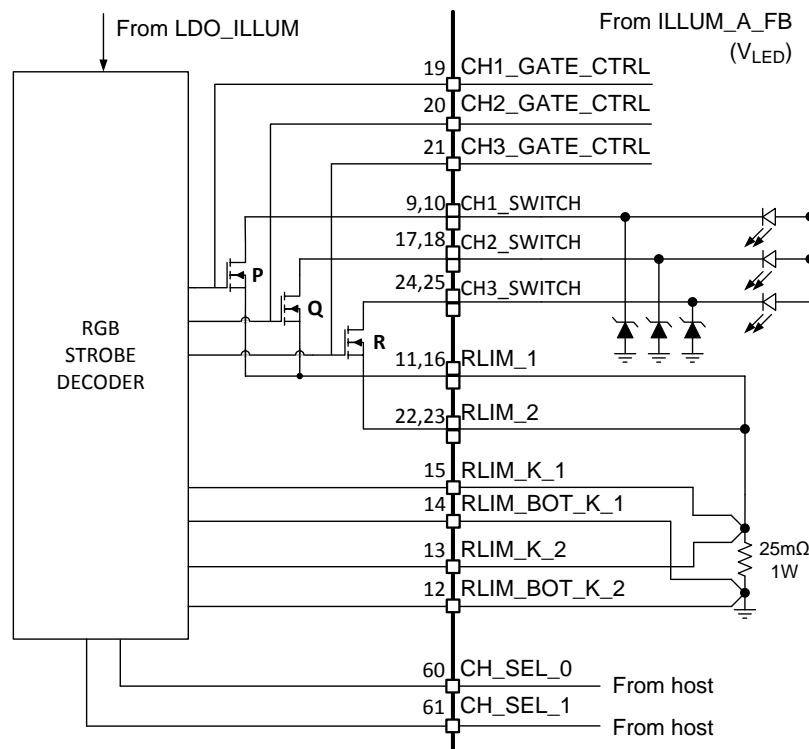 From LDO_ILLUM
From ILLUM_A_FB
(VLED)
19 CH1_GATE_CTRL
20 CH2_GATE_CTRL
21 CH3_GATE_CTRL
9,10 CH1_SWITCH
17,18 CH2_SWITCH
24,25 CH3_SWITCH
P
Q
R
RGB
STROBE
DECODER
11,16 RLIM_1
22,23 RLIM_2
15 RLIM_K_1
14 RLIM_BOT_K_1
13 RLIM_K_2
12 RLIM_BOT_K_2
25mΩ
1W
60 CH_SEL_0 From host
61 CH_SEL_1 From host